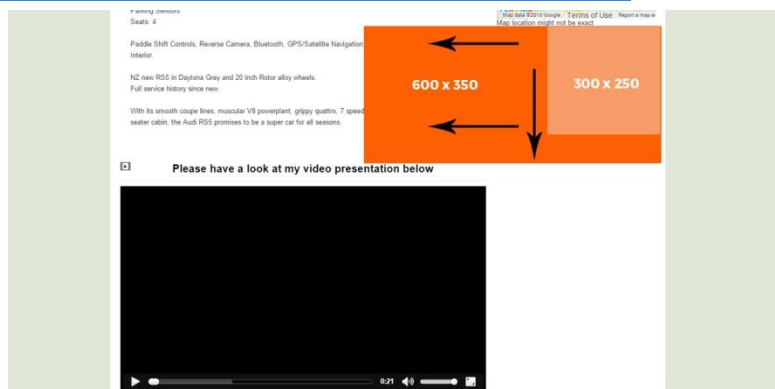 Parking Sensors
Seats: 4
Paddle Shift Controls, Reverse Camera, Bluetooth, GPS/Satellite Navigation
Interior.
NZ new RS5 in Daytona Grey and 20 inch Rotor alloy wheels.
Full service history since new.
With its smooth coupe lines, muscular V8 powerplant, grippy quattro, 7 speed
seater cabin, the Audi RS5 promises to be a super car for all seasons.
Map data ©2016 Google Terms of Use Report a map er
Map location might not be exact
600 x 350
300 x 250
Please have a look at my video presentation below
0:21